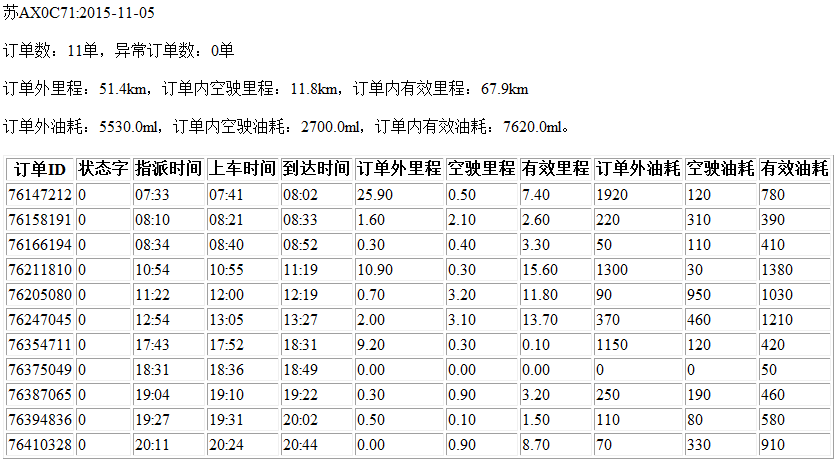 苏AX0C71:2015-11-05
订单数：11单，异常订单数：0单
订单外里程：51.4km，订单内空驶里程：11.8km，订单内有效里程：67.9km
订单外油耗：5530.0ml，订单内空驶油耗：2700.0ml，订单内有效油耗：7620.0ml。
订单ID 状态字 指派时间 上车时间 到达时间 订单外里程 空驶里程 有效里程 订单外油耗 空驶油耗 有效油耗
76147212 0 07:33 07:41 08:02 25.90 0.50 7.40 1920 120 780
76158191 0 08:10 08:21 08:33 1.60 2.10 2.60 220 310 390
76166194 0 08:34 08:40 08:52 0.30 0.40 3.30 50 110 410
76211810 0 10:54 10:55 11:19 10.90 0.30 15.60 1300 30 1380
76205080 0 11:22 12:00 12:19 0.70 3.20 11.80 90 950 1030
76247045 0 12:54 13:05 13:27 2.00 3.10 13.70 370 460 1210
76354711 0 17:43 17:52 18:31 9.20 0.30 0.10 1150 120 420
76375049 0 18:31 18:36 18:49 0.00 0.00 0.00 0 0 50
76387065 0 19:04 19:10 19:22 0.30 0.90 3.20 250 190 460
76394836 0 19:27 19:31 20:02 0.50 0.10 1.50 110 80 580
76410328 0 20:11 20:24 20:44 0.00 0.90 8.70 70 330 910